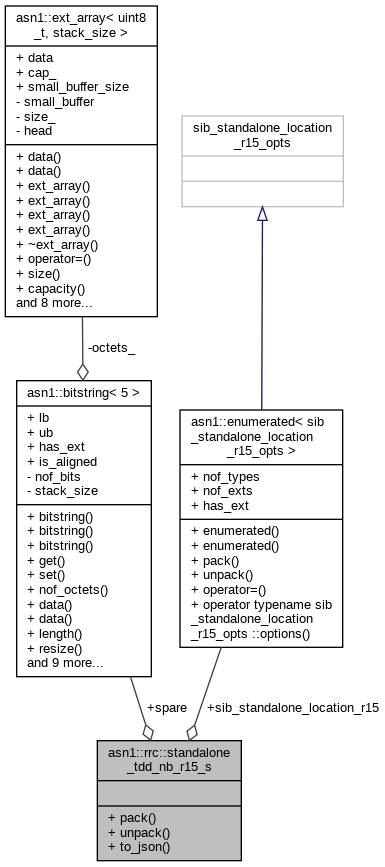 asn1::ext_array< uint8
_t, stack_size >
+ data
+ cap_
+ small_buffer_size
- small_buffer
- size_
- head
+ data()
+ data()
+ ext_array()
+ ext_array()
+ ext_array()
+ ext_array()
+ ~ext_array()
+ operator=()
+ size()
+ capacity()
and 8 more...
sib_standalone_location
_r15_opts
-octets_
asn1::bitstring< 5 >
+ lb
+ ub
+ has_ext
+ is_aligned
- nof_bits
- stack_size
+ bitstring()
+ bitstring()
+ bitstring()
+ get()
+ set()
+ nof_octets()
+ data()
+ data()
+ length()
+ resize()
and 9 more...
asn1::enumerated< sib
_standalone_location
_r15_opts >
+ nof_types
+ nof_exts
+ has_ext
+ enumerated()
+ enumerated()
+ pack()
+ unpack()
+ operator=()
+ operator typename sib
_standalone_location
_r15_opts ::options()
+spare
+sib_standalone_location_r15
asn1::rrc::standalone
_tdd_nb_r15_s
+ pack()
+ unpack()
+ to_json()